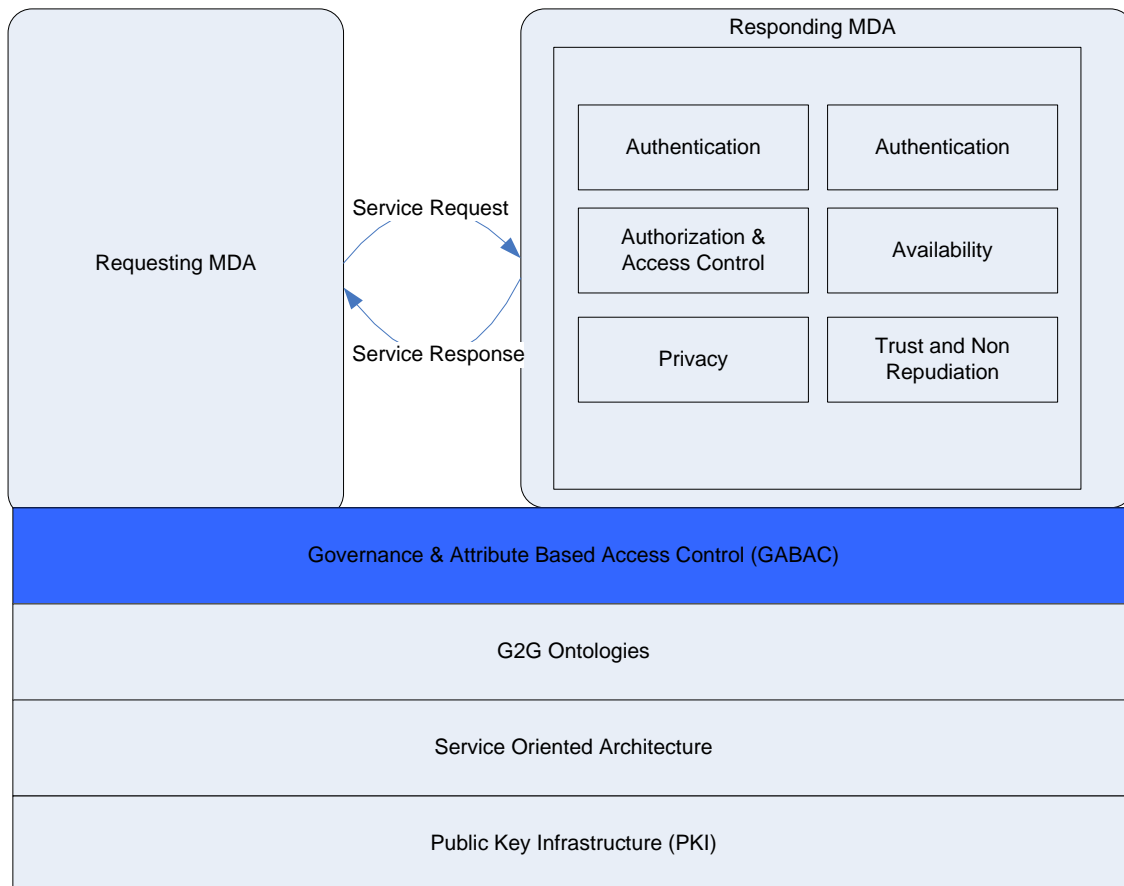 Responding MDA
Authentication
Authentication
Service Request
Authorization &
Access Control
Availability
Requesting MDA
Service Response
Privacy
Trust and Non
Repudiation
Governance & Attribute Based Access Control (GABAC)
G2G Ontologies
Service Oriented Architecture
Public Key Infrastructure (PKI)